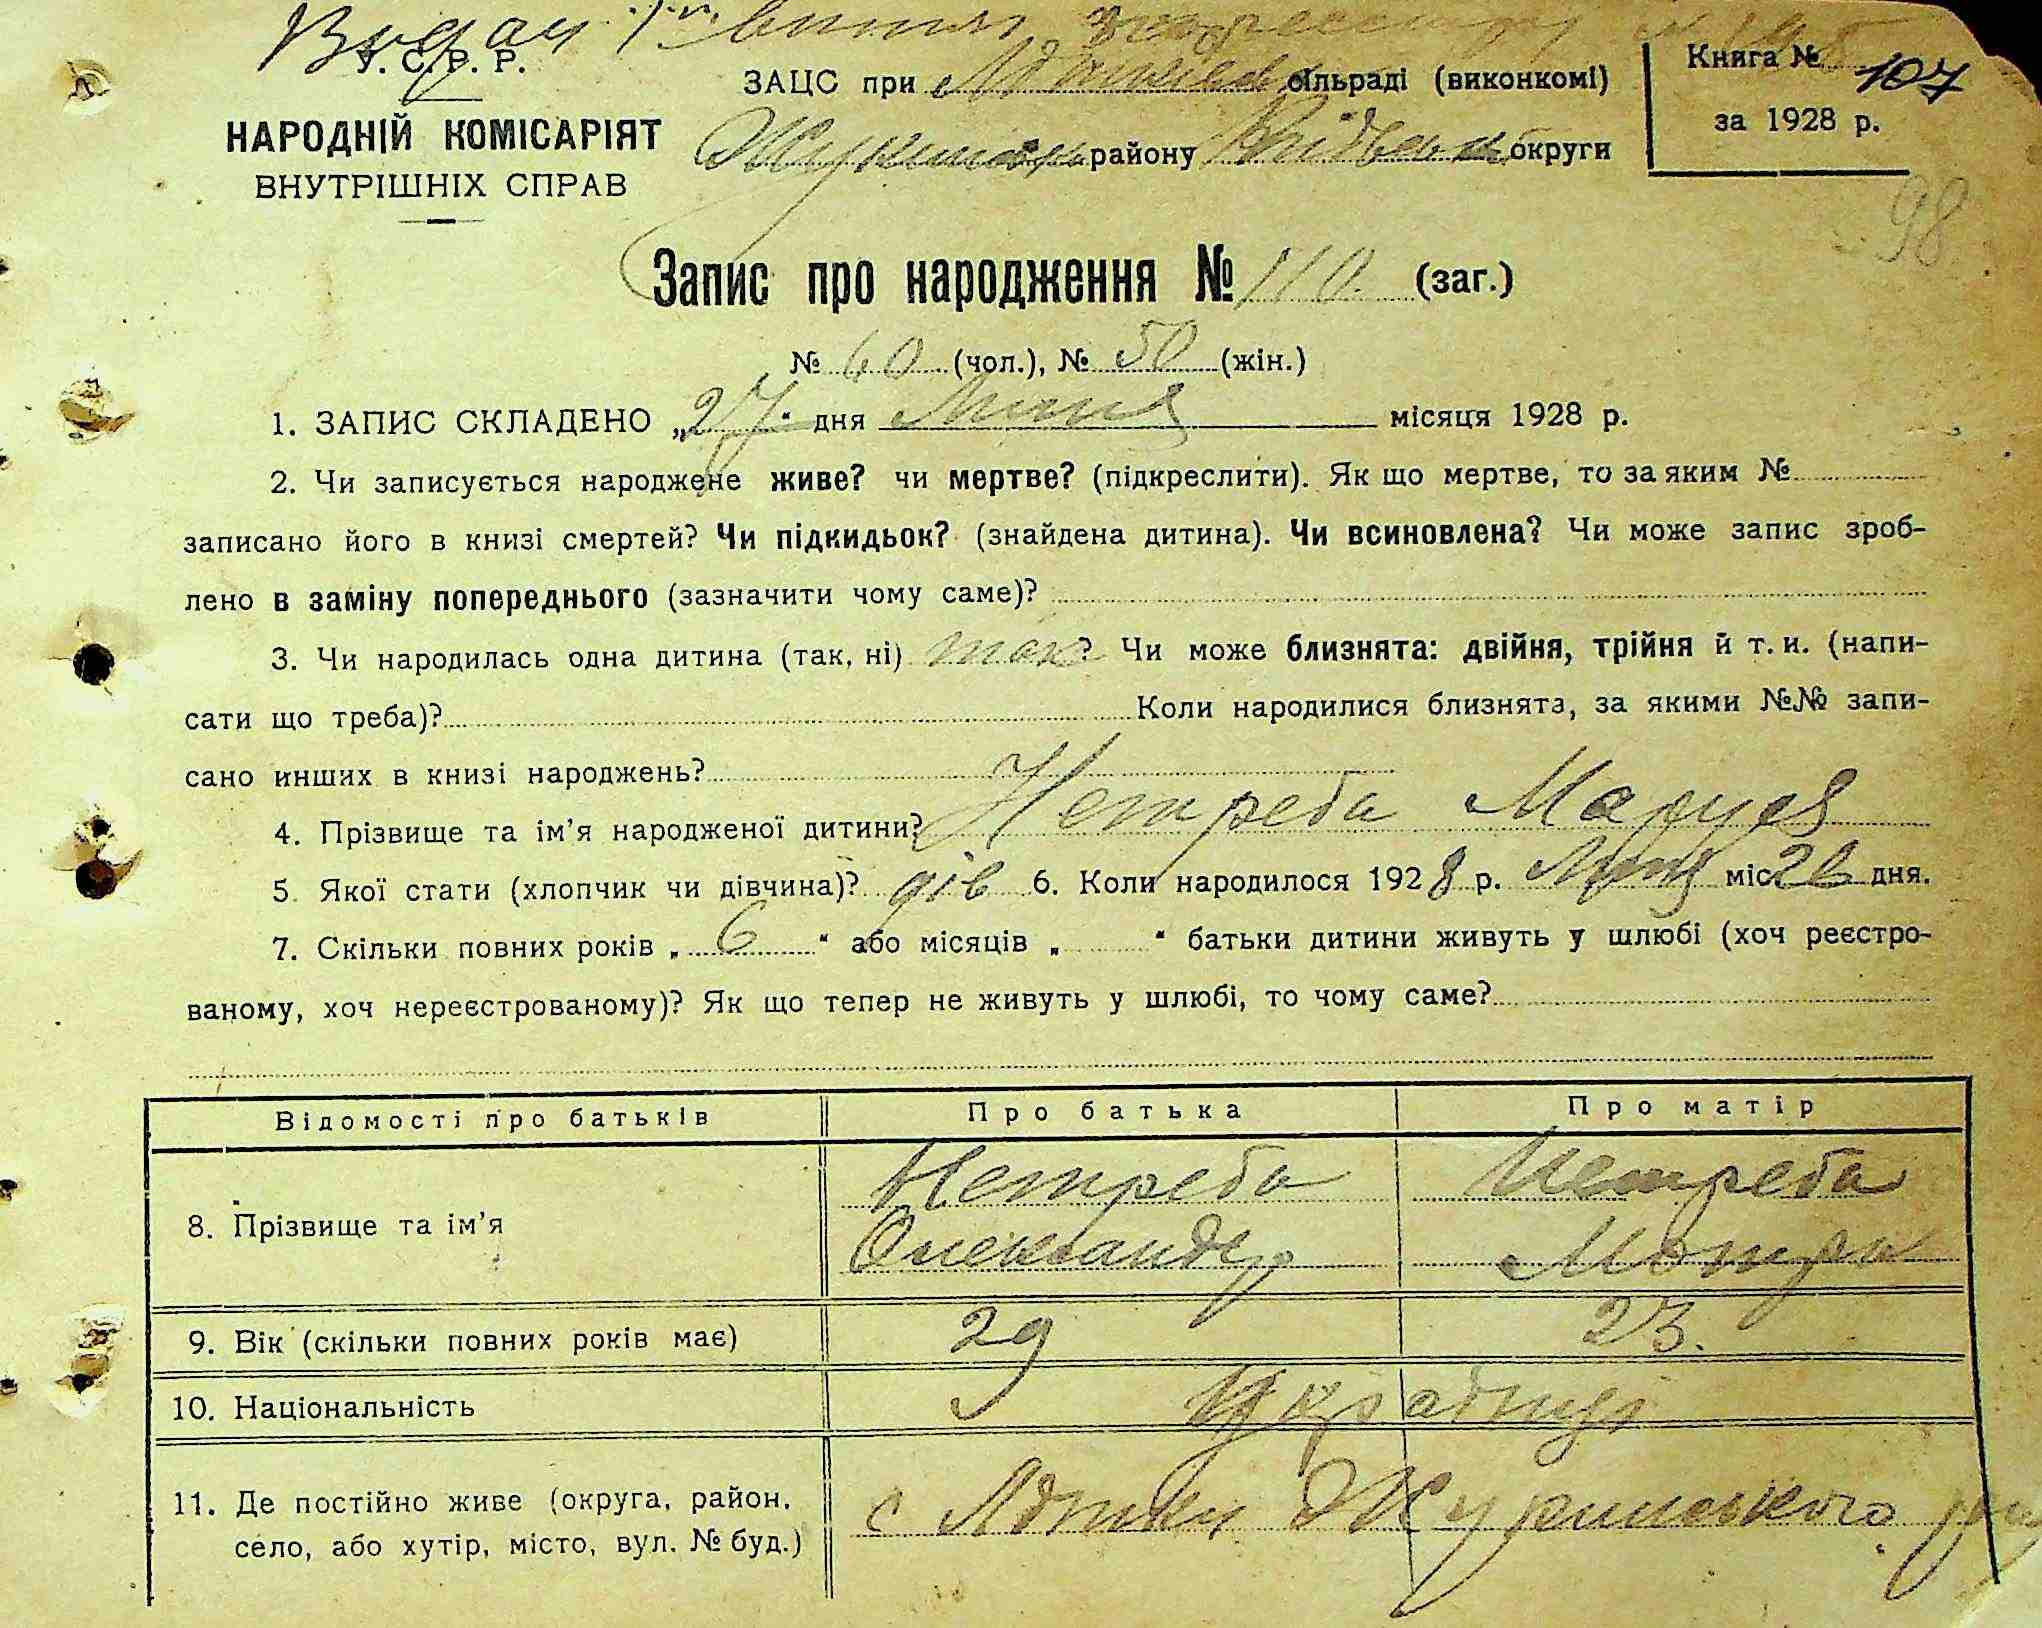 Видан витяг
У. С. Р. Р.
НАРОДНІЙ КОМІСАРІЯТ
ВНУТРІШНІХ СПРАВ
ЗАЦС при сільраді (виконкомі)
району округи
Книга № 107
за 1928 р.
98
Запис про народження № 110 (заг.)
№ 60 (чол.), № 50 (жін.)
1. ЗАПИС СКЛАДЕНО „27" дня Липня місяця 1928 р.
2. Чи записується народжене живе? чи мертве? (підкреслити). Як що мертве, то за яким №
записано його в книзі смертей? Чи підкидьок? (знайдена дитина). Чи всиновлена? Чи може запис зроб-
лено в заміну попереднього (зазначити чому саме)?
3. Чи народилась одна дитина (так, ні) так? Чи може близнята: двійня, трійня й т. и. (напи-
сати що треба)? Коли народилися близнята, за якими №№ запи-
сано инших в книзі народжень?
4. Прізвище та ім'я народженої дитини? Нетреба Маруся
5. Якої стати (хлопчик чи дівчина)? дів 6. Коли народилося 1928 р. Липня міс. дня.
7. Скільки повних років „ 6 " або місяців „ " батьки дитини живуть у шлюбі (хоч реєстро-
ваному, хоч нереєстрованому)? Як що тепер не живуть у шлюбі, то чому саме?
Відомості про батьків Про батька Про матір
8. Прізвище та ім'я Нетреба Олександер Нетреба Мотря
9. Вік (скільки повних років має) 29 23.
10. Національність Українці
11. Де постійно живе (округа, район,
село, або хутір, місто, вул. № буд.) с